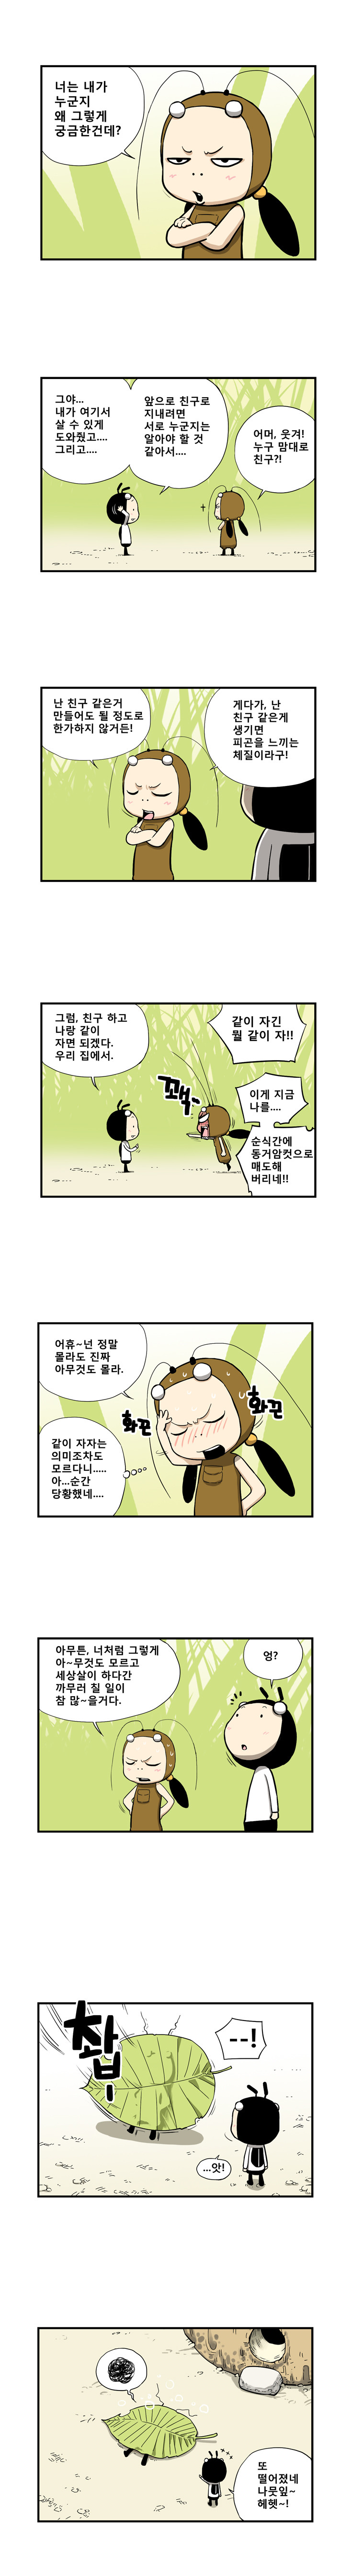 너는 내가
누군지
왜 그렇게
궁금한건데?
그야...
내가 여기서
살 수 있게
도와줬고....
그리고....
앞으로 친구로
지내려면
서로 누군지는
알아야 할 것
같아서....
어머, 웃겨!
누구 맘대로
친구?!
난 친구 같은거
만들어도 될 정도로
한가하지 않거든!
게다가, 난
친구 같은게
생기면
피곤을 느끼는
체질이라구!
그럼, 친구 하고
나랑 같이
자면 되겠다.
우리 집에서.
꽥-
같이 자긴
뭘 같이 자!!
이게 지금
나를....
순식간에
동거암컷으로
매도해
버리네!!
어휴~넌 정말
몰라도 진짜
아무것도 몰라.
화끈
화끈
같이 자자는
의미조차도
모르다니.....
아...순간
당황했네....
아무튼, 너처럼 그렇게
아~무것도 모르고
세상살이 하다간
까무러 칠 일이
참 많~을거다.
엉?
촵!
--!
...앗!
또
떨어졌네
나뭇잎~
헤헷~!